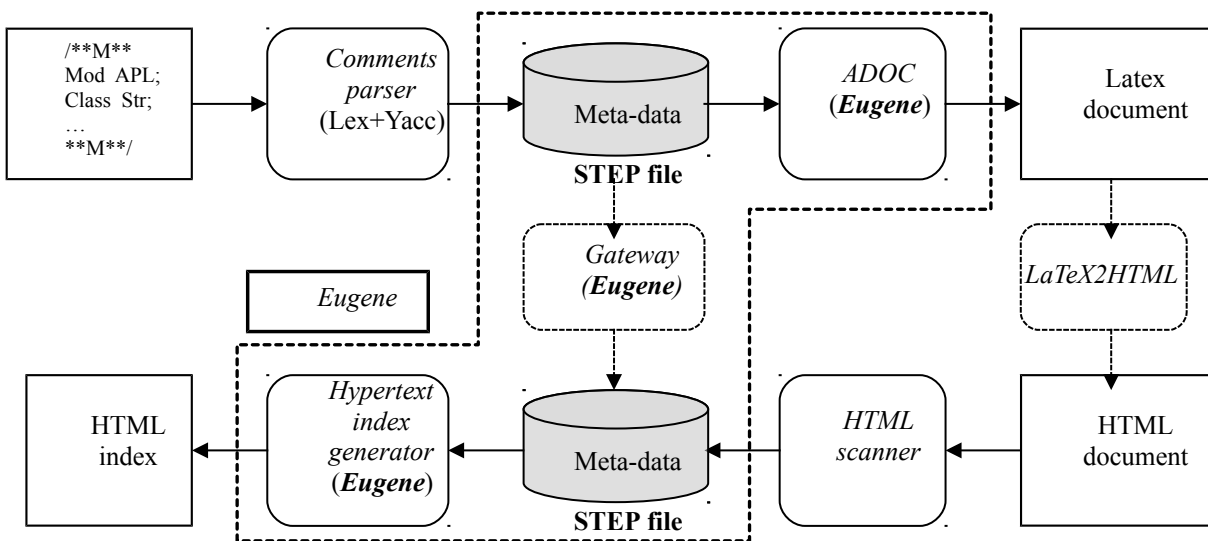 /**M**
Mod APL;
Class Str;
…
**M**/
Comments
parser
(Lex+Yacc)
Meta-data
STEP file
ADOC
(Eugene)
Latex
document
Gateway
(Eugene)
LaTeX2HTML
Eugene
HTML
index
Hypertext
index
generator
(Eugene)
Meta-data
STEP file
HTML
scanner
HTML
document